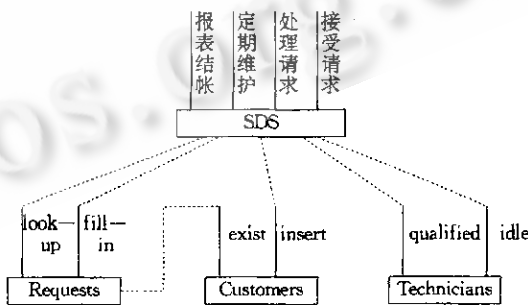 报表结帐
定期维护
处理请求
接受请求
SDS
look—up
fill—in
exist
insert
qualified
idle
Requests
Customers
Technicians